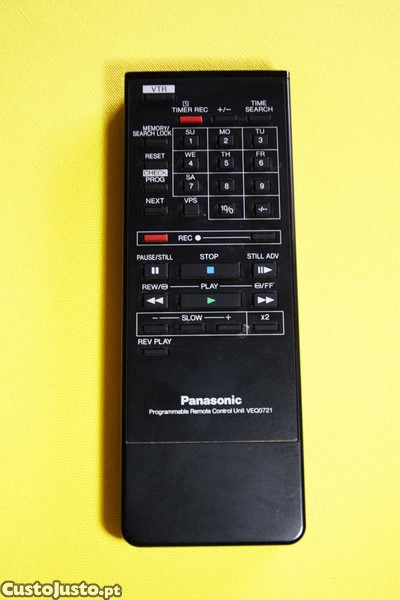 VTR
TIMER REC +/− TIME SEARCH
MEMORY/ SEARCH LOCK SU MO TU
1 2 3
RESET WE TH FR
4 5 6
CHECK
PROG SA
7 8 9
NEXT VPS 10/0 -/--
REC ●
PAUSE/STILL STOP STILL ADV
REW/ PLAY /FF
− SLOW + x2
REV PLAY
Panasonic
Programmable Remote Control Unit VEQ0721
CustoJusto.pt